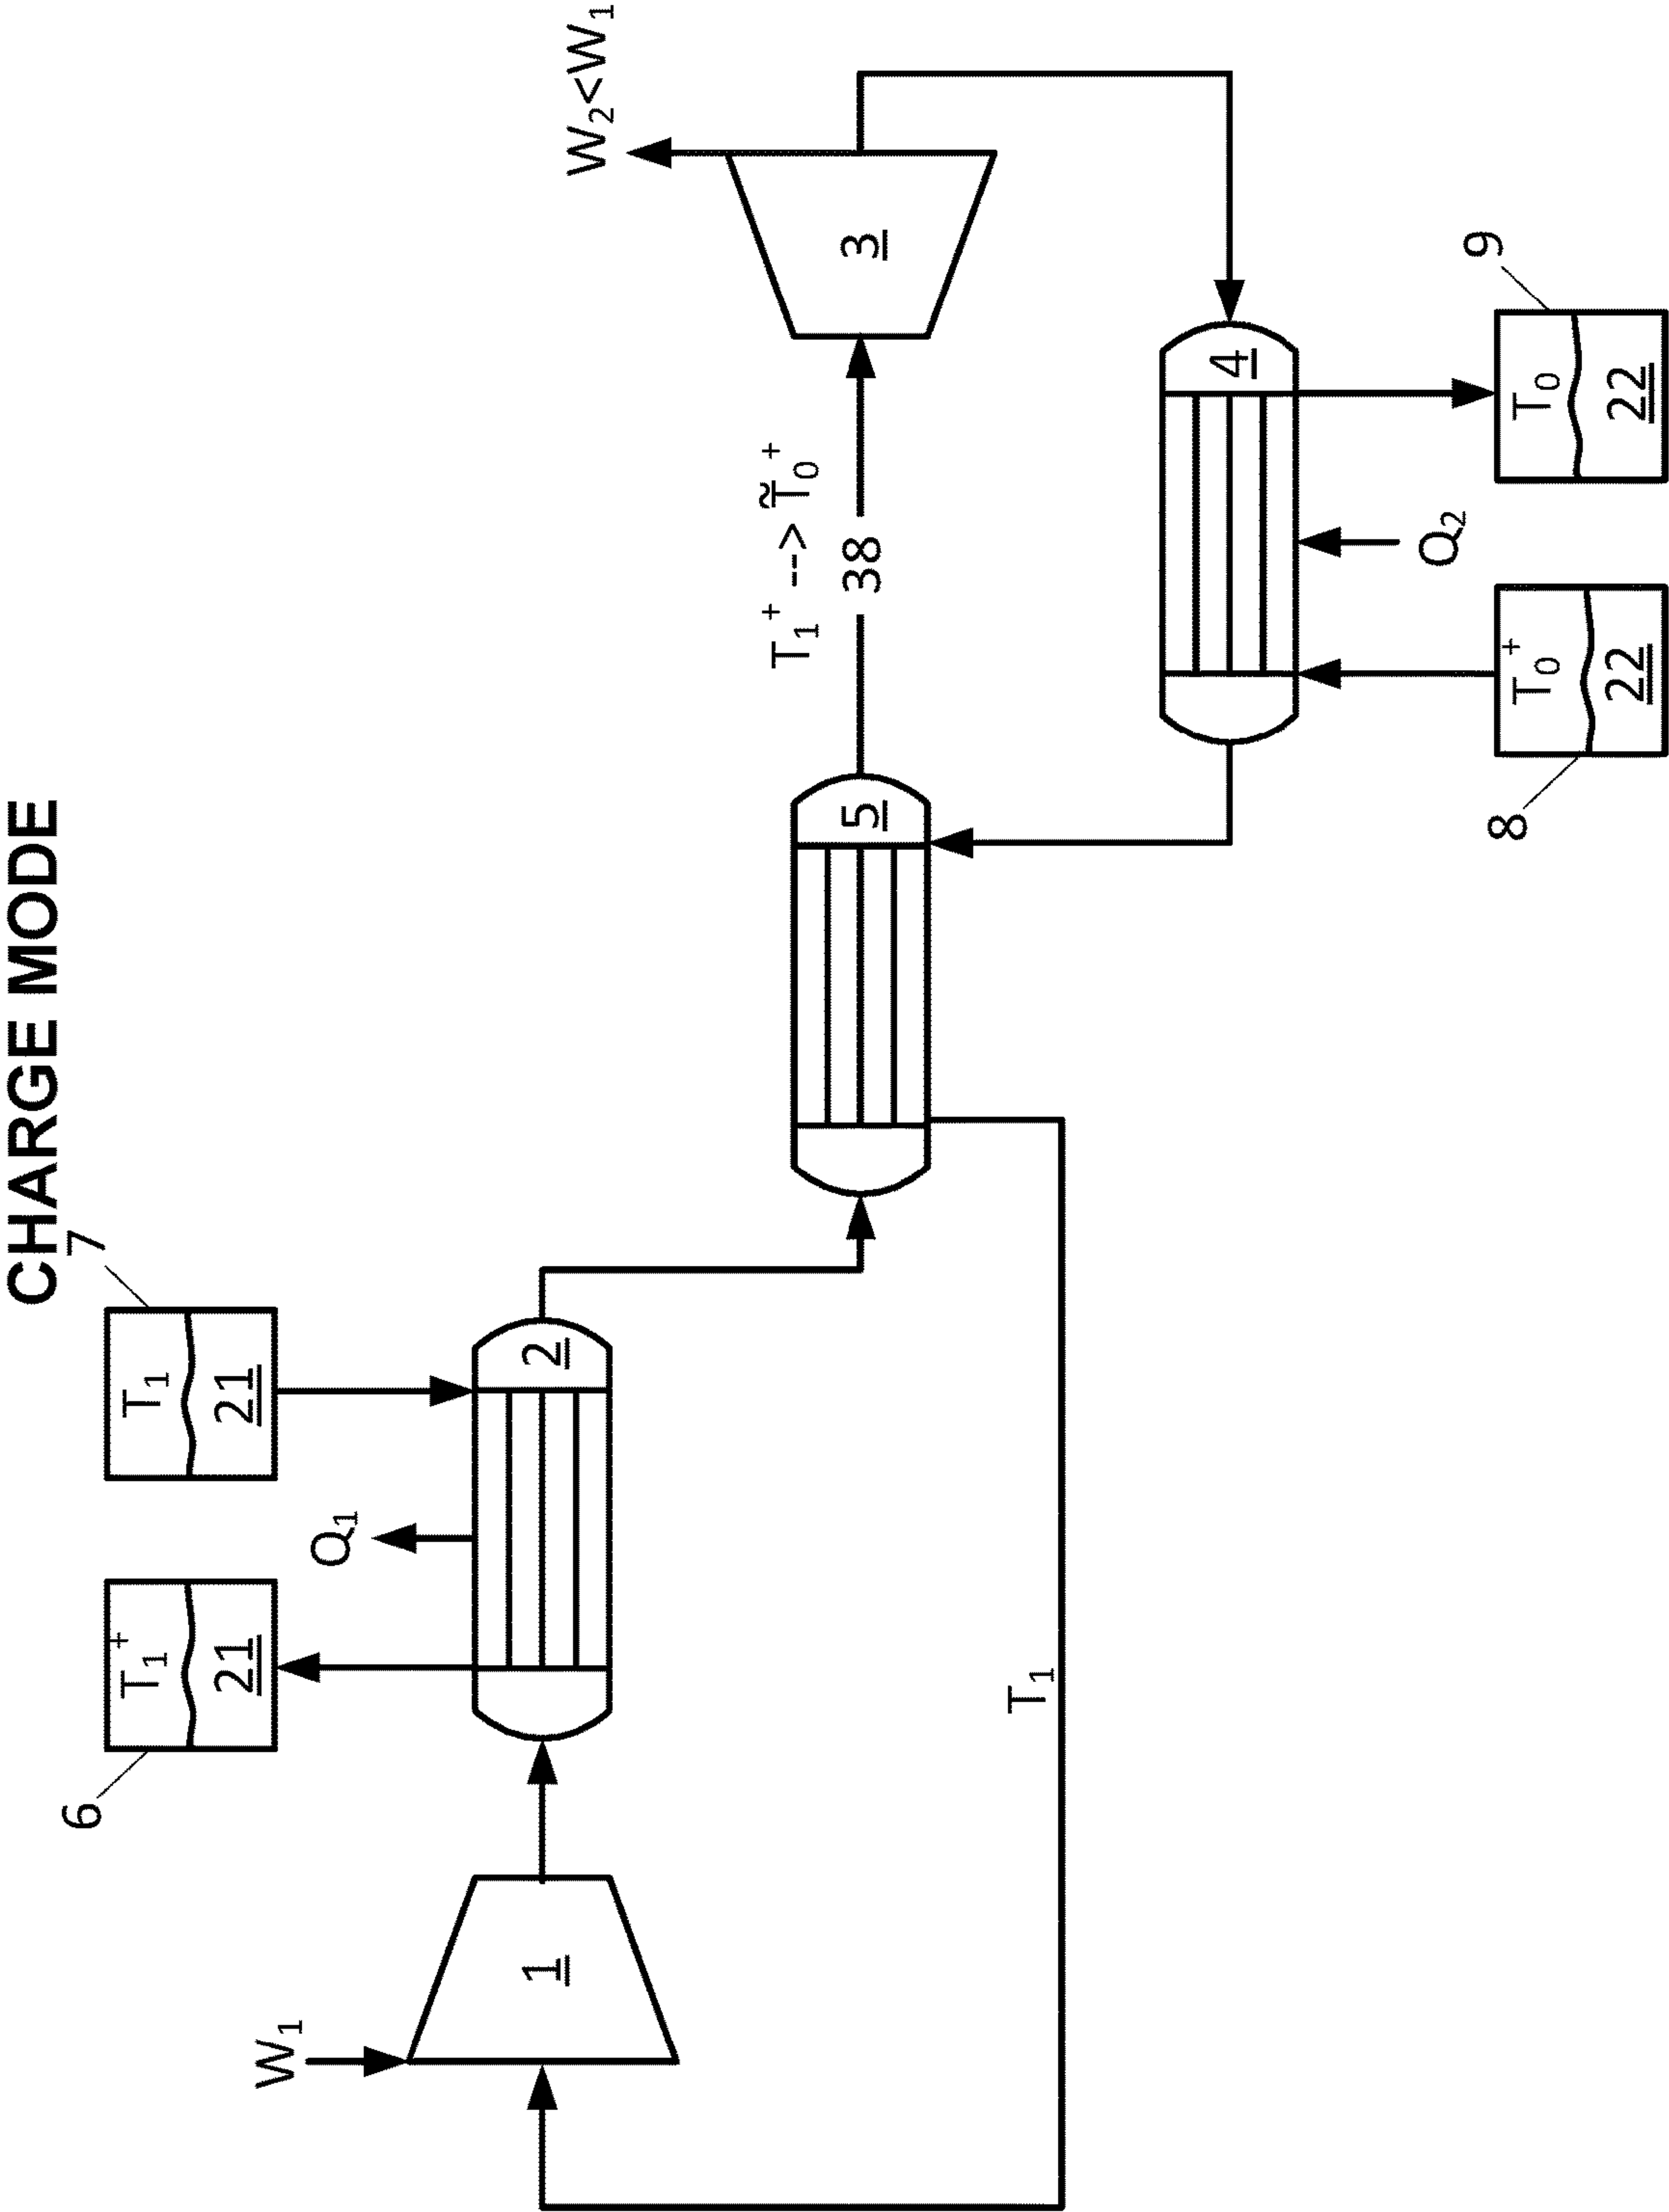 CHARGE MODE
6
7
T₁⁺
21
T₁
21
W₁
Q₁
1
2
W₂<W₁
T₁⁺ --> T̃₀⁺
5
38
3
T₁
4
Q₂
T₀⁺
22
T₀
22
8
9